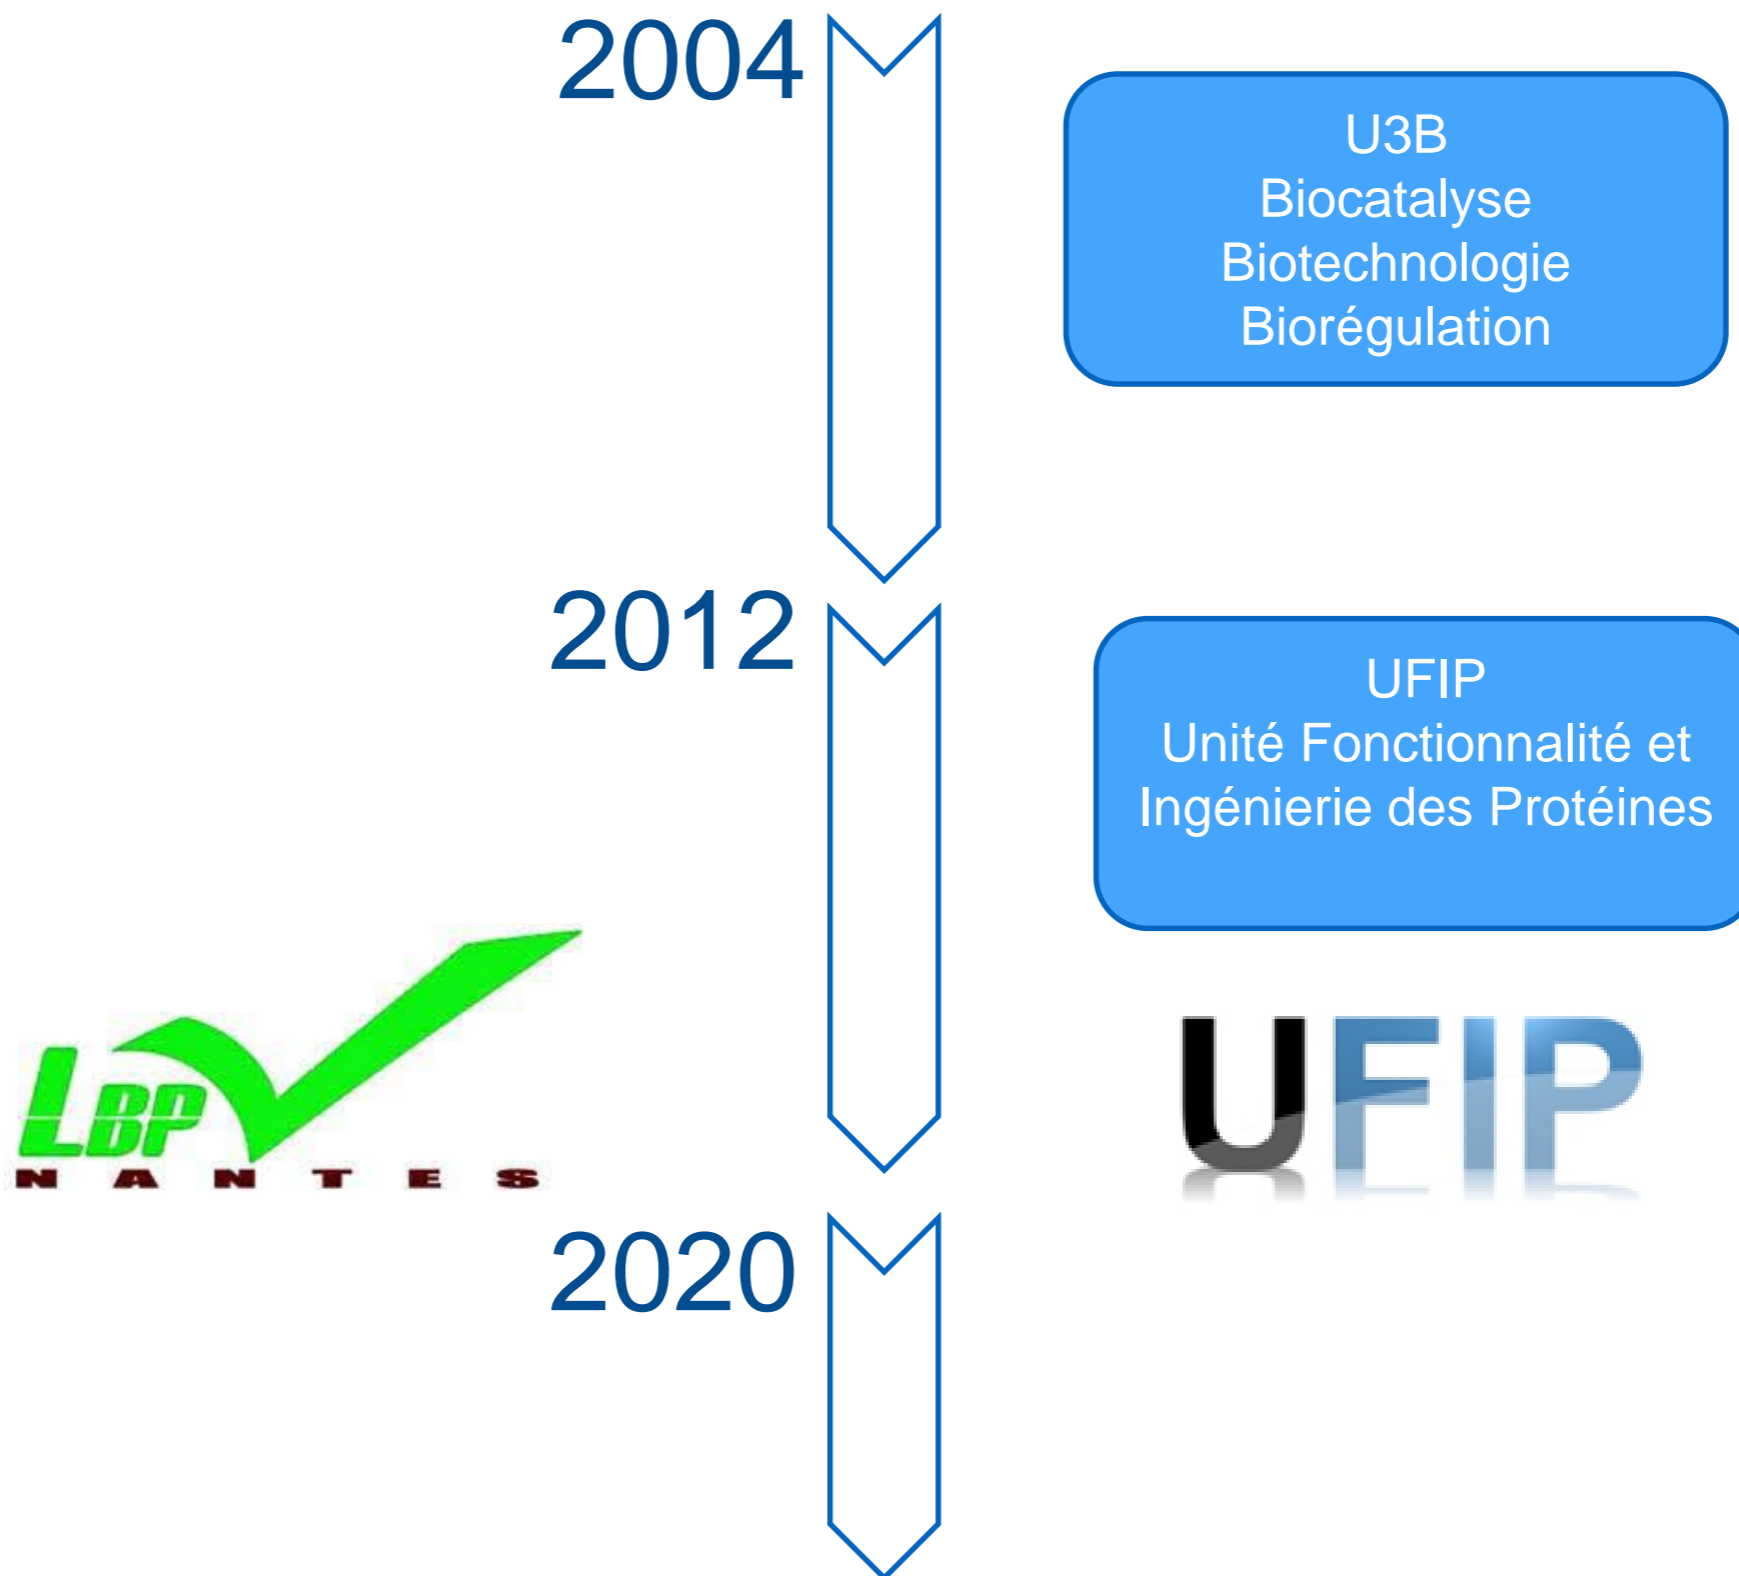 2004
U3B
Biocatalyse
Biotechnologie
Biorégulation
2012
UFIP
Unité Fonctionnalité et
Ingénierie des Protéines
LBP
NANTES
UFIP
2020